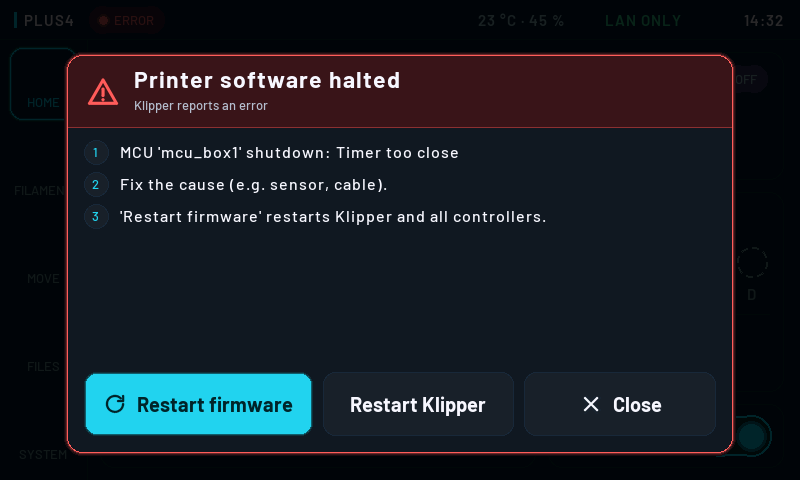 PLUS4
ERROR
23 °C · 45 %
LAN ONLY
14:32
Printer software halted
Klipper reports an error
HOME
OFF
1 MCU 'mcu_box1' shutdown: Timer too close
2 Fix the cause (e.g. sensor, cable).
3 'Restart firmware' restarts Klipper and all controllers.
FILAMEN
MOVE
D
FILES
Restart firmware
Restart Klipper
Close
SYSTEM